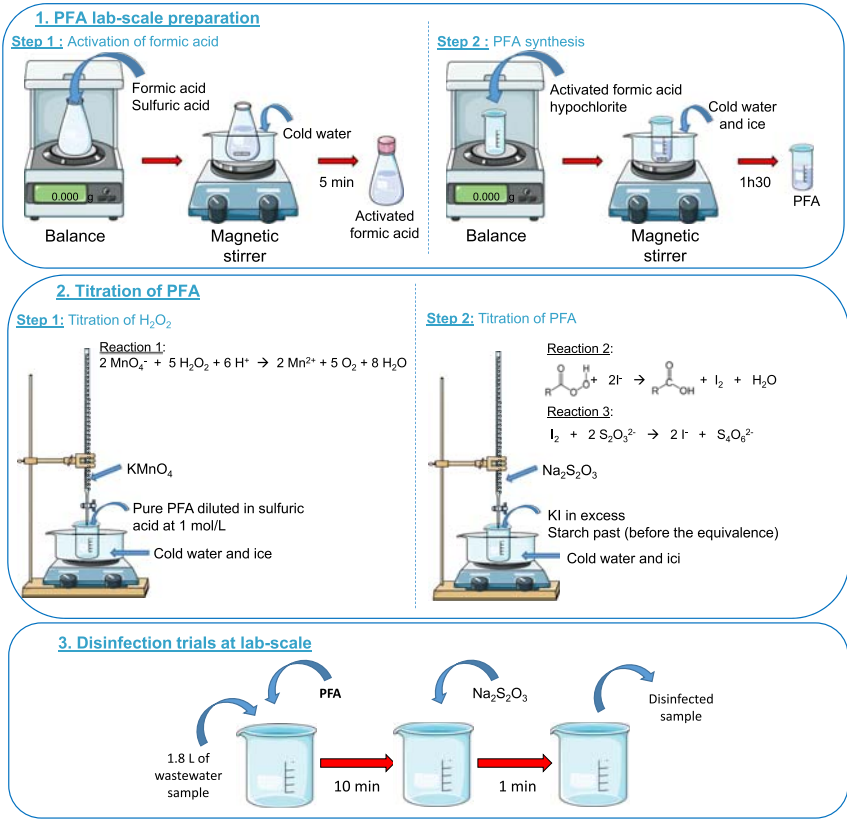 1. PFA lab-scale preparation
Step 1 : Activation of formic acid
Formic acid
Sulfuric acid
Cold water
5 min
0.000 g
Balance
Magnetic
stirrer
Activated
formic acid
Step 2 : PFA synthesis
Activated formic acid
hypochlorite
Cold water
and ice
1h30
0.000 g
PFA
Balance
Magnetic
stirrer
2. Titration of PFA
Step 1: Titration of H₂O₂
Reaction 1:
2 MnO₄⁻ + 5 H₂O₂ + 6 H⁺ → 2 Mn²⁺ + 5 O₂ + 8 H₂O
KMnO₄
Pure PFA diluted in sulfuric
acid at 1 mol/L
Cold water and ice
Step 2: Titration of PFA
Reaction 2:
R O O O H + 2I⁻ → R O OH + I₂ + H₂O
Reaction 3:
I₂ + 2 S₂O₃²⁻ → 2 I⁻ + S₄O₆²⁻
Na₂S₂O₃
KI in excess
Starch past (before the equivalence)
Cold water and ici
3. Disinfection trials at lab-scale
PFA
Na₂S₂O₃
Disinfected
sample
1.8 L of
wastewater
sample
10 min
1 min